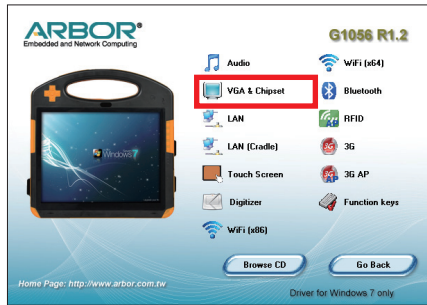 ARBOR®
Embedded and Network Computing
G1056 R1.2
Audio
VGA & Chipset
LAN
LAN (Cradle)
Touch Screen
Digitizer
WiFi (x86)
WiFi (x64)
Bluetooth
RFID
3G
3G
3G AP
Function keys
Windows 7
Browse CD
Go Back
Home Page: http://www.arbor.com.tw
Driver for Windows 7 only